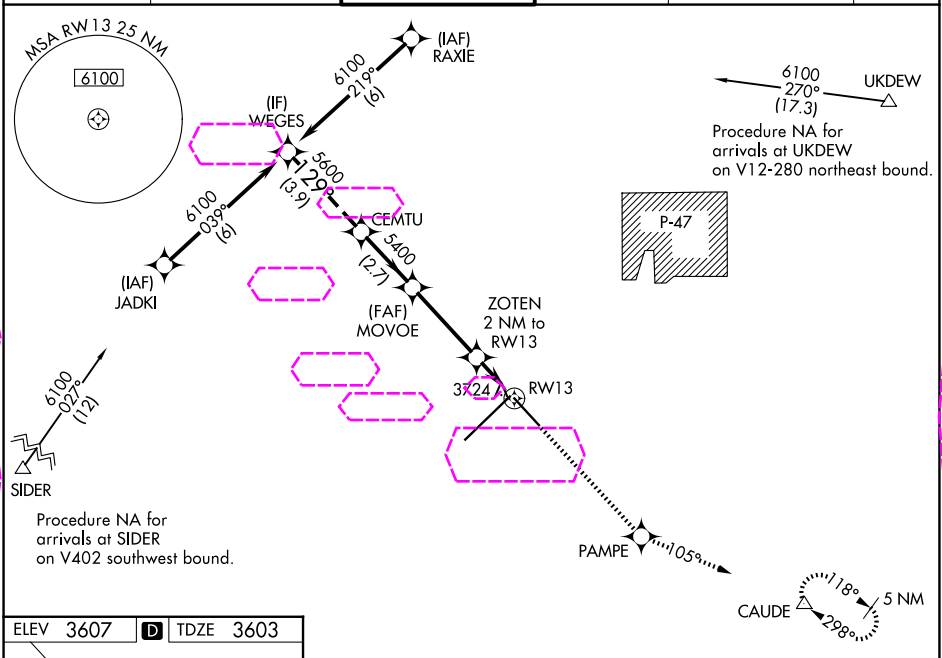 MSA RW13 25 NM
6100
(IAF)
RAXIE
6100
219°
(6)
(IF)
WEGES
6100
270°
(17.3)
UKDEW
Procedure NA for
arrivals at UKDEW
on V12-280 northeast bound.
5600
129°
(3.9)
6100
039°
(6)
CEMTU
5400
(2.7)
P-47
(IAF)
JADKI
(FAF)
MOVOE
ZOTEN
2 NM to
RW13
3724
RW13
6100
027°
(12)
SIDER
Procedure NA for
arrivals at SIDER
on V402 southwest bound.
PAMPE
105°
CAUDE
118°
298°
5 NM
ELEV 3607 D TDZE 3603